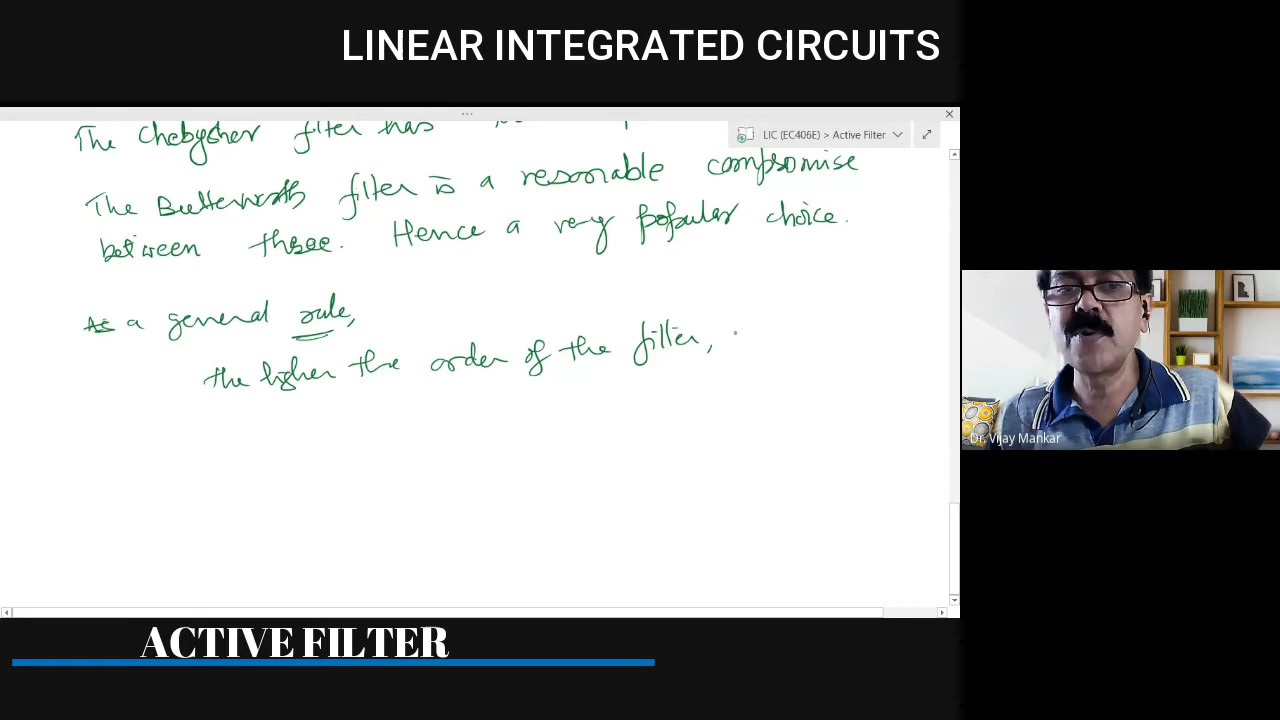 LINEAR INTEGRATED CIRCUITS
LIC (EC406E) > Active Filter
The Chebyshev filter has
The Butterworth filter is a resonable compromise
between these. Hence a very popular choice.
As a general rule,
the higher the order of the filter,
Dr. Vijay Mankar
ACTIVE FILTER